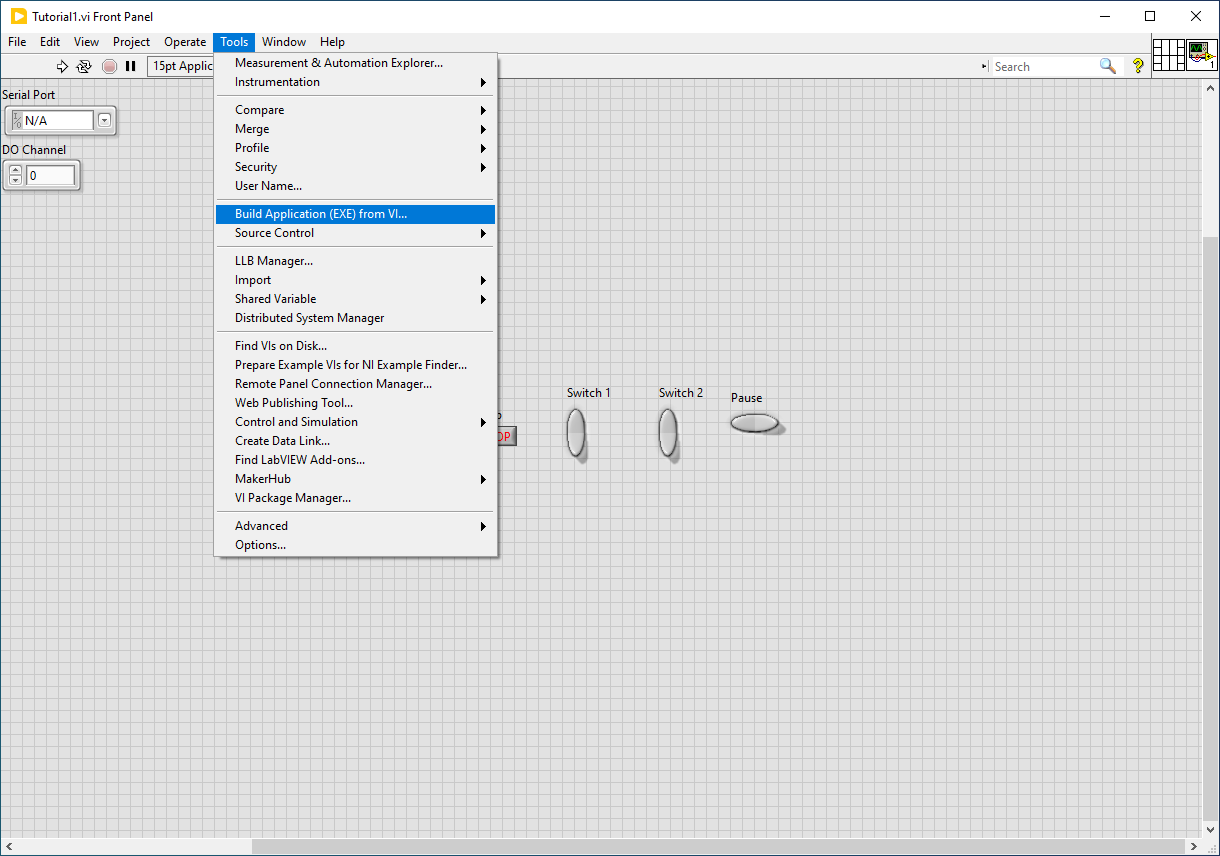 Tutorial1.vi Front Panel
File Edit View Project Operate Tools Window Help
15pt Applic
Search
1
Serial Port
N/A
DO Channel
0
Measurement & Automation Explorer...
Instrumentation
Compare
Merge
Profile
Security
User Name...
Build Application (EXE) from VI...
Source Control
LLB Manager...
Import
Shared Variable
Distributed System Manager
Find VIs on Disk...
Prepare Example VIs for NI Example Finder...
Remote Panel Connection Manager...
Web Publishing Tool...
Control and Simulation
Create Data Link...
Find LabVIEW Add-ons...
MakerHub
VI Package Manager...
Advanced
Options...
OP
Switch 1
Switch 2
Pause